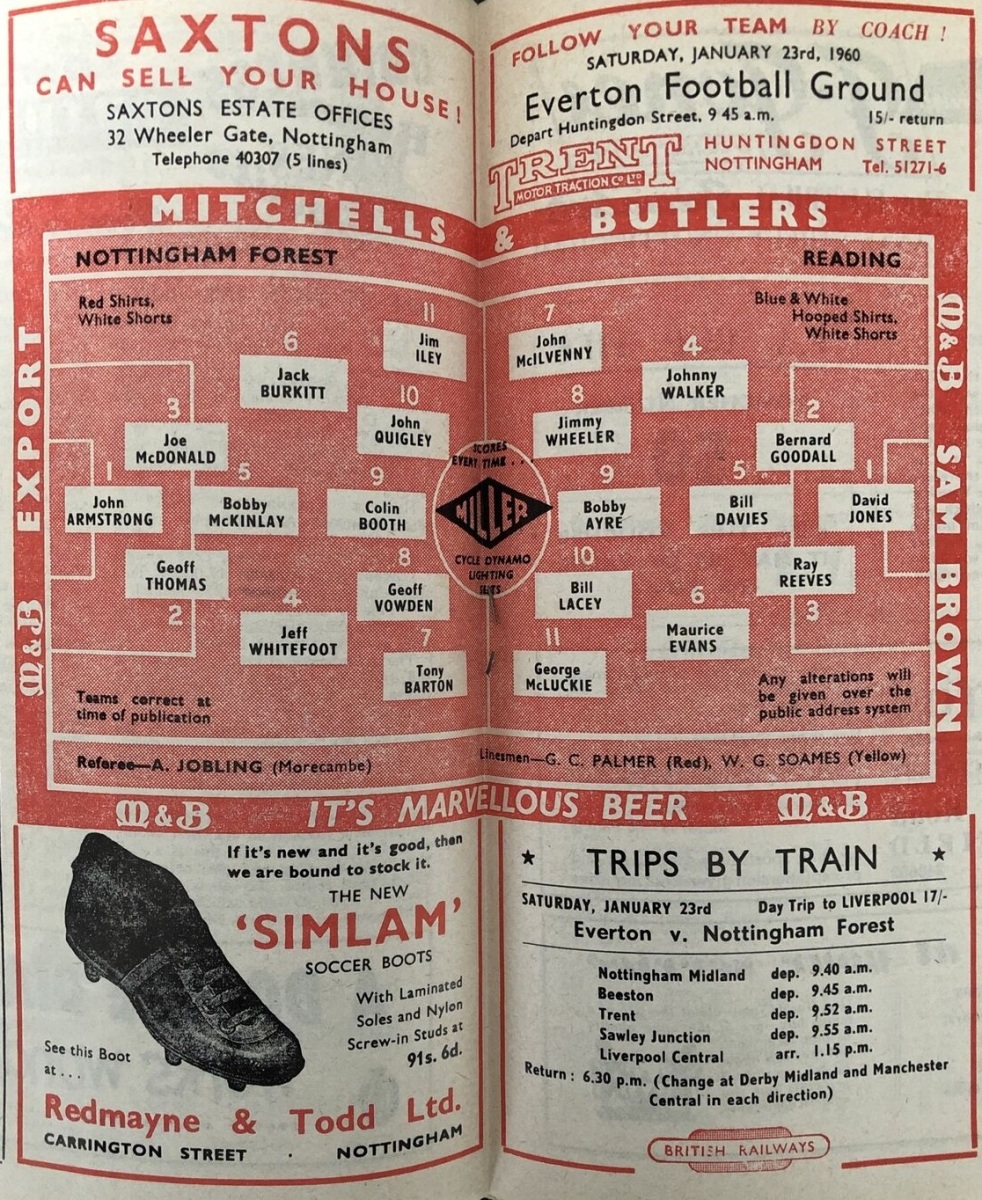 SAXTONS
CAN SELL YOUR HOUSE!
SAXTONS ESTATE OFFICES
32 Wheeler Gate, Nottingham
Telephone 40307 (5 lines)
FOLLOW YOUR TEAM BY COACH !
SATURDAY, JANUARY 23rd, 1960
Everton Football Ground
Depart Huntingdon Street, 9 45 a.m. 15/- return
TRENT
MOTOR TRACTION CO LTD
HUNTINGDON STREET
NOTTINGHAM Tel. 51271-6
MITCHELLS & BUTLERS
M&B EXPORT
NOTTINGHAM FOREST
Red Shirts,
White Shorts
11
Jim
ILEY
6
Jack
BURKITT
10
John
QUIGLEY
3
Joe
McDONALD
1
John
ARMSTRONG
5
Bobby
McKINLAY
9
Colin
BOOTH
Geoff
THOMAS
2
8
Geoff
VOWDEN
4
Jeff
WHITEFOOT
7
Tony
BARTON
Teams correct at
time of publication
SCORES
EVERY TIME . . .
MILLER
CYCLE DYNAMO
LIGHTING
SETS
READING
Blue & White
Hooped Shirts,
White Shorts
7
John
McILVENNY
4
Johnny
WALKER
8
Jimmy
WHEELER
2
Bernard
GOODALL
9
Bobby
AYRE
5
Bill
DAVIES
1
David
JONES
10
Bill
LACEY
Ray
REEVES
3
6
Maurice
EVANS
11
George
McLUCKIE
Any alterations will
be given over the
public address system
M&B SAM BROWN
Referee—A. JOBLING (Morecambe)
Linesmen—G. C. PALMER (Red), W. G. SOAMES (Yellow)
M&B IT'S MARVELLOUS BEER M&B
If it's new and it's good, then
we are bound to stock it.
THE NEW
'SIMLAM'
SOCCER BOOTS
With Laminated
Soles and Nylon
Screw-in Studs at
91s. 6d.
See this Boot
at . . .
Redmayne & Todd Ltd.
CARRINGTON STREET · NOTTINGHAM
★ TRIPS BY TRAIN ★
SATURDAY, JANUARY 23rd Day Trip to LIVERPOOL 17/-
Everton v. Nottingham Forest
Nottingham Midland dep. 9.40 a.m.
Beeston dep. 9.45 a.m.
Trent dep. 9.52 a.m.
Sawley Junction dep. 9.55 a.m.
Liverpool Central arr. 1.15 p.m.
Return : 6.30 p.m. (Change at Derby Midland and Manchester
Central in each direction)
BRITISH RAILWAYS